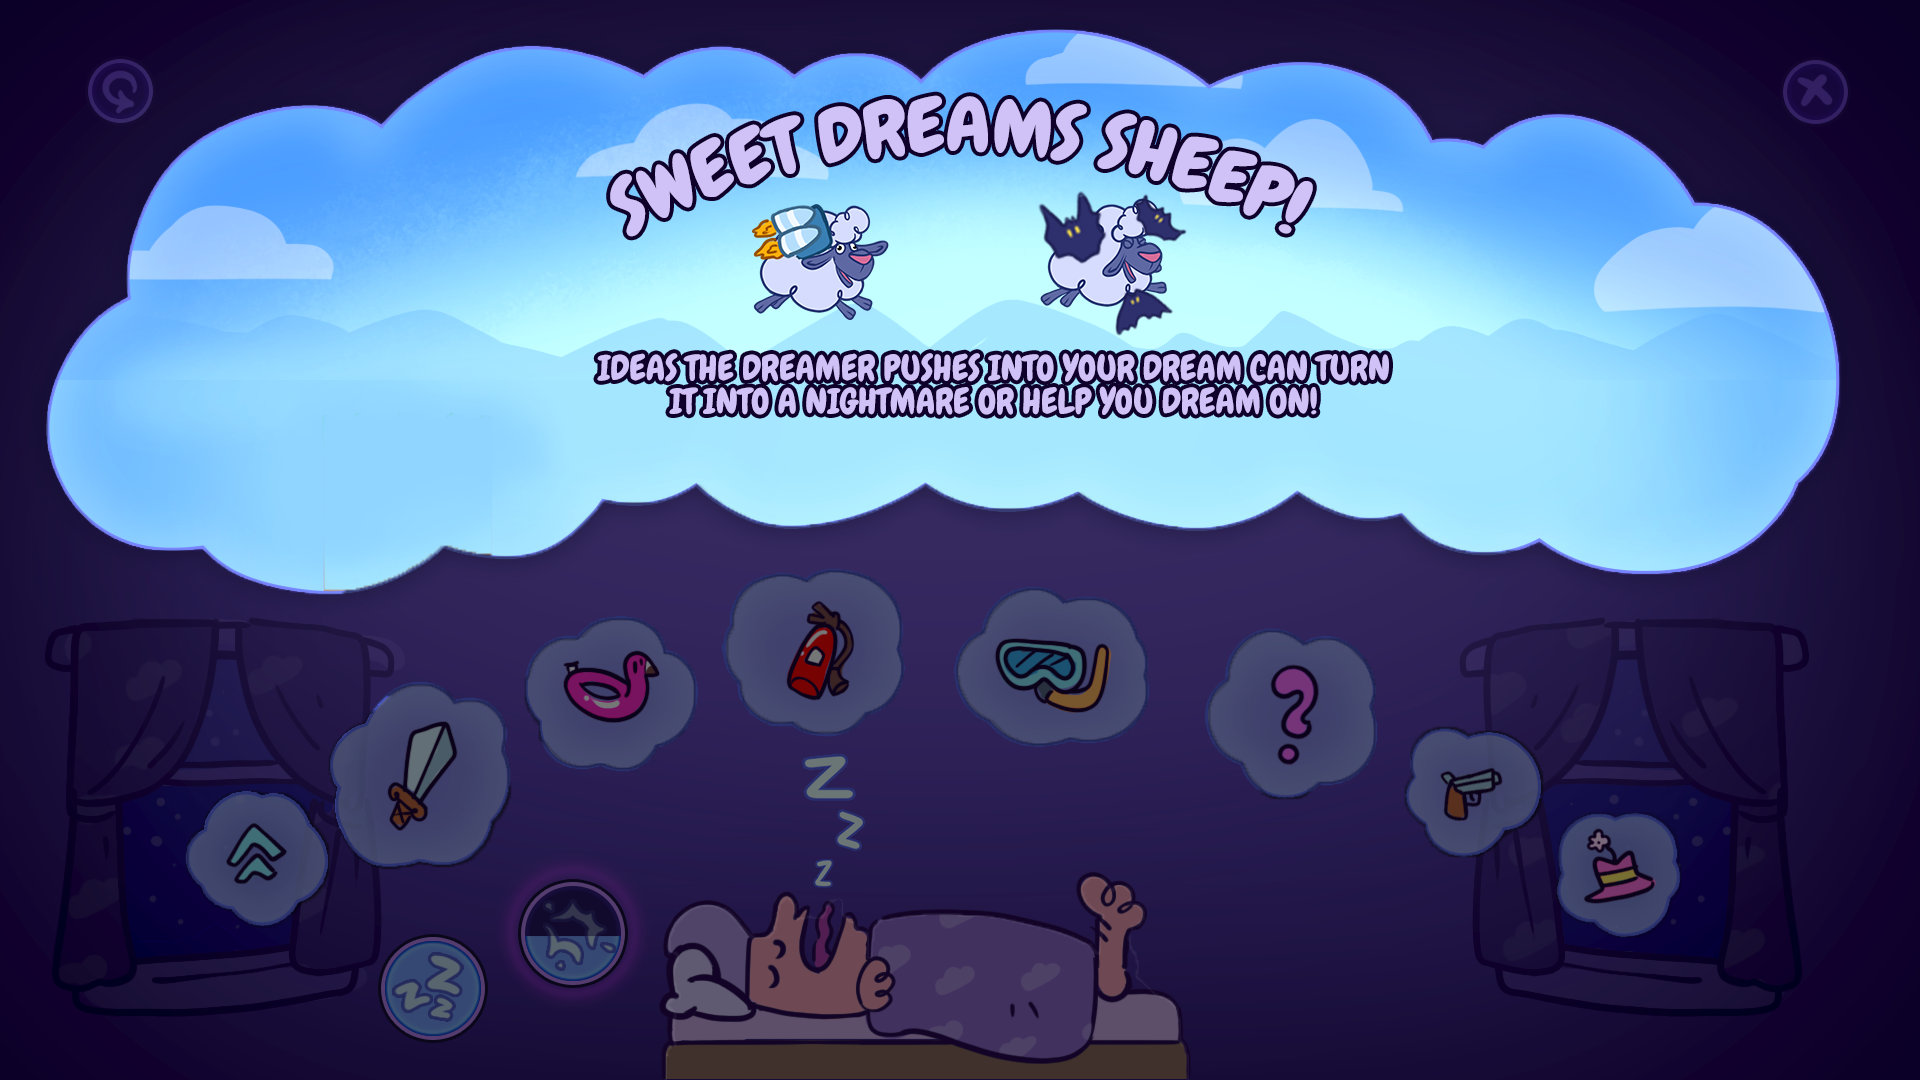 SWEET DREAMS SHEEP!
IDEAS THE DREAMER PUSHES INTO YOUR DREAM CAN TURN
IT INTO A NIGHTMARE OR HELP YOU DREAM ON!
?
Z
Z
Z
Z
Z
Z